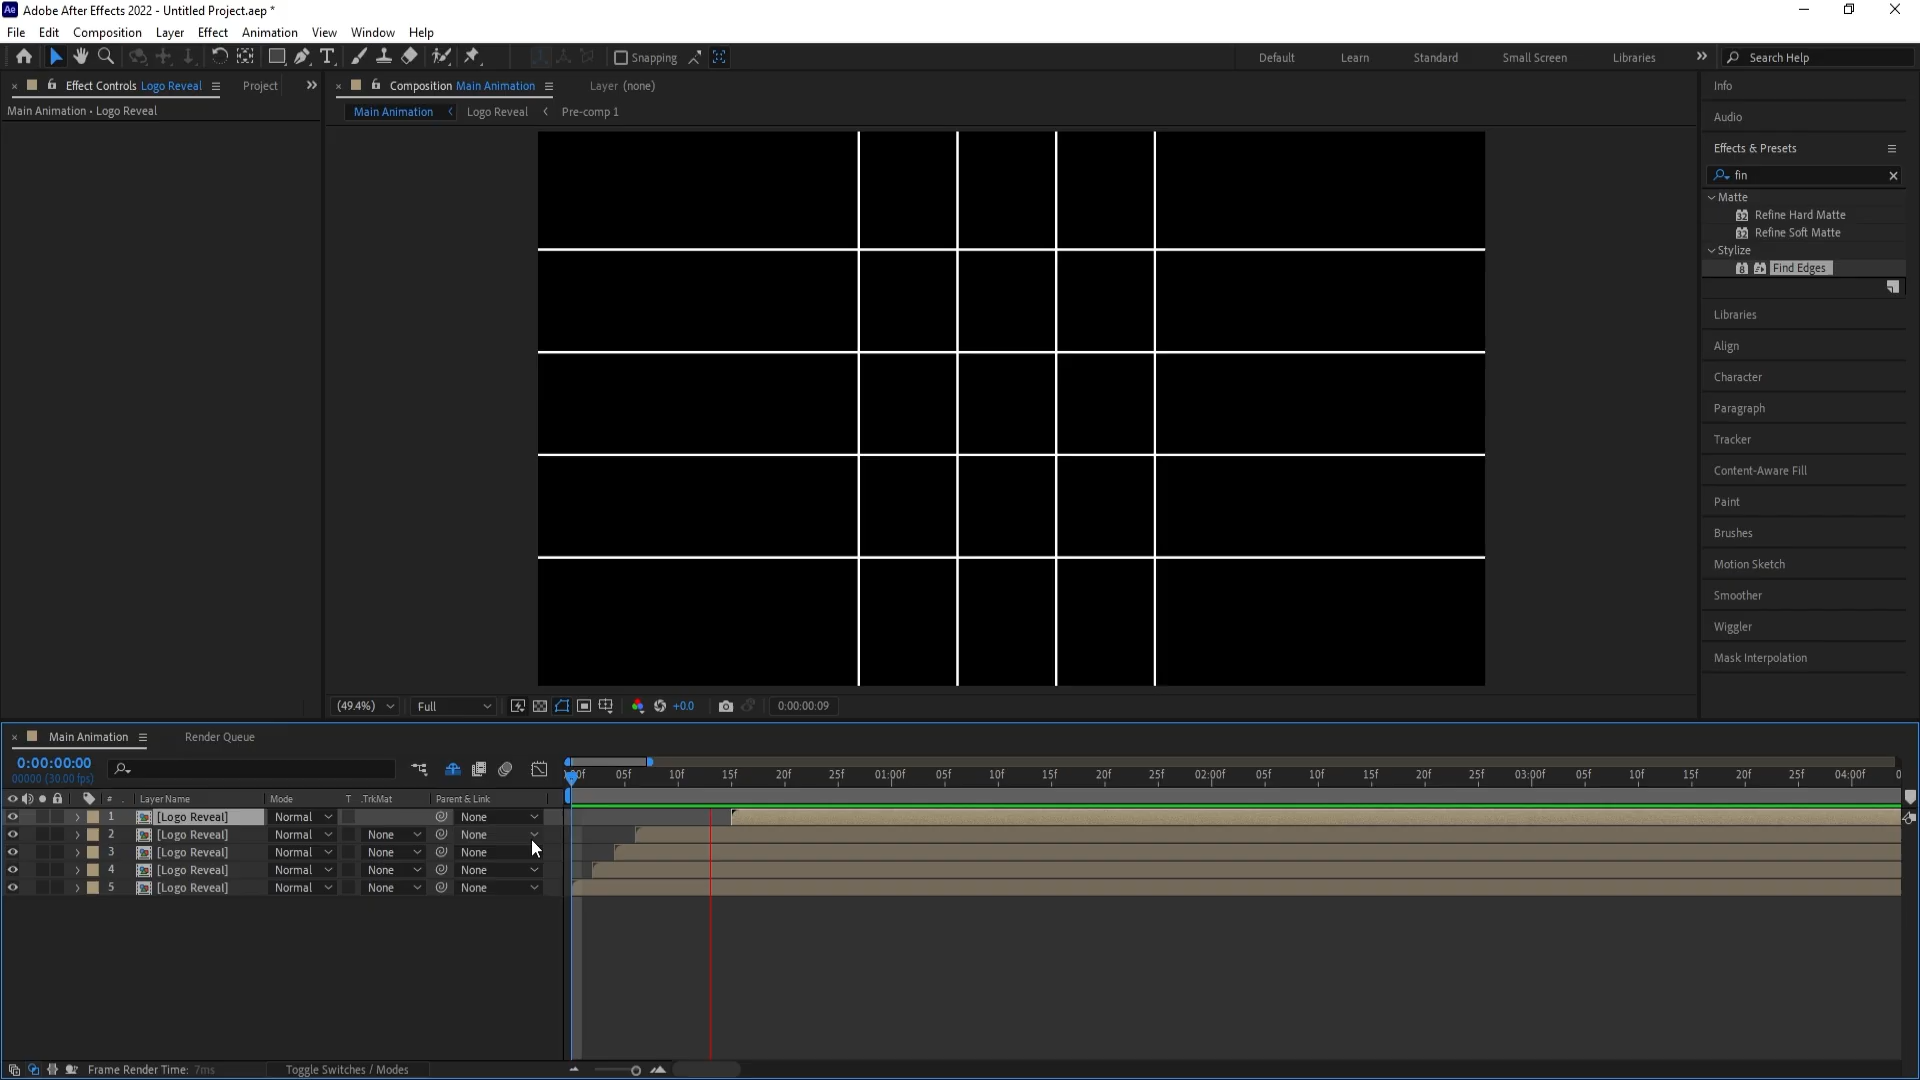 Ae Adobe After Effects 2022 - Untitled Project.aep *
File Edit Composition Layer Effect Animation View Window Help
Snapping Default Learn Standard Small Screen Libraries Search Help
Effect Controls Logo Reveal Project
Composition Main Animation Layer (none)
Main Animation • Logo Reveal
Main Animation Logo Reveal Pre-comp 1
Info
Audio
Effects & Presets
fin
Matte
32 Refine Hard Matte
32 Refine Soft Matte
Stylize
8 Find Edges
Libraries
Align
Character
Paragraph
Tracker
Content-Aware Fill
Paint
Brushes
Motion Sketch
Smoother
Wiggler
Mask Interpolation
(49.4%) Full +0.0 0:00:00:09
Main Animation Render Queue
0:00:00:00
00000 (30.00 fps)
05f 10f 15f 20f 25f 01:00f 05f 10f 15f 20f 25f 02:00f 05f 10f 15f 20f 25f 03:00f 05f 10f 15f 20f 25f 04:00f
# Layer Name Mode T .TrkMat Parent & Link
1 [Logo Reveal] Normal None
2 [Logo Reveal] Normal None None
3 [Logo Reveal] Normal None None
4 [Logo Reveal] Normal None None
5 [Logo Reveal] Normal None None
Frame Render Time: 7ms Toggle Switches / Modes